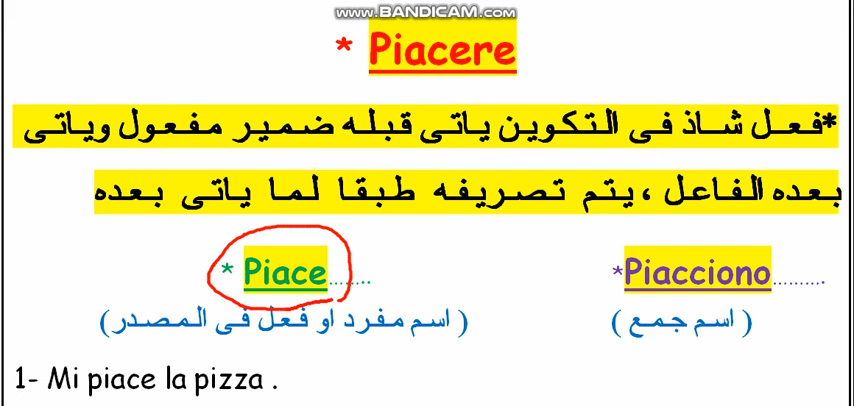 www.BANDICAM.com
* Piacere
*فعل شاذ فى التكوين ياتى قبله ضمير مفعول وياتى
بعده الفاعل ، يتم تصريفه طبقا لما ياتى بعده
* Piace........ *Piacciono.........
( اسم مفرد او فعل فى المصدر) ( اسم جمع )
1- Mi piace la pizza .